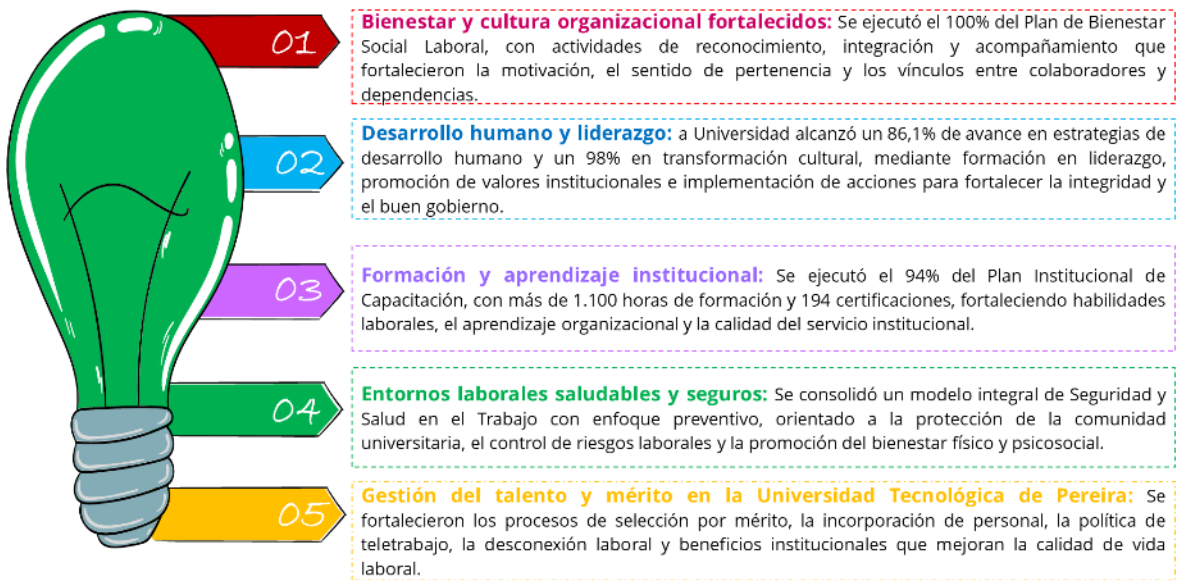 01
Bienestar y cultura organizacional fortalecidos: Se ejecutó el 100% del Plan de Bienestar
Social Laboral, con actividades de reconocimiento, integración y acompañamiento que
fortalecieron la motivación, el sentido de pertenencia y los vínculos entre colaboradores y
dependencias.
02
Desarrollo humano y liderazgo: a Universidad alcanzó un 86,1% de avance en estrategias de
desarrollo humano y un 98% en transformación cultural, mediante formación en liderazgo,
promoción de valores institucionales e implementación de acciones para fortalecer la integridad y
el buen gobierno.
03
Formación y aprendizaje institucional: Se ejecutó el 94% del Plan Institucional de
Capacitación, con más de 1.100 horas de formación y 194 certificaciones, fortaleciendo habilidades
laborales, el aprendizaje organizacional y la calidad del servicio institucional.
04
Entornos laborales saludables y seguros: Se consolidó un modelo integral de Seguridad y
Salud en el Trabajo con enfoque preventivo, orientado a la protección de la comunidad
universitaria, el control de riesgos laborales y la promoción del bienestar físico y psicosocial.
05
Gestión del talento y mérito en la Universidad Tecnológica de Pereira: Se
fortalecieron los procesos de selección por mérito, la incorporación de personal, la política de
teletrabajo, la desconexión laboral y beneficios institucionales que mejoran la calidad de vida
laboral.